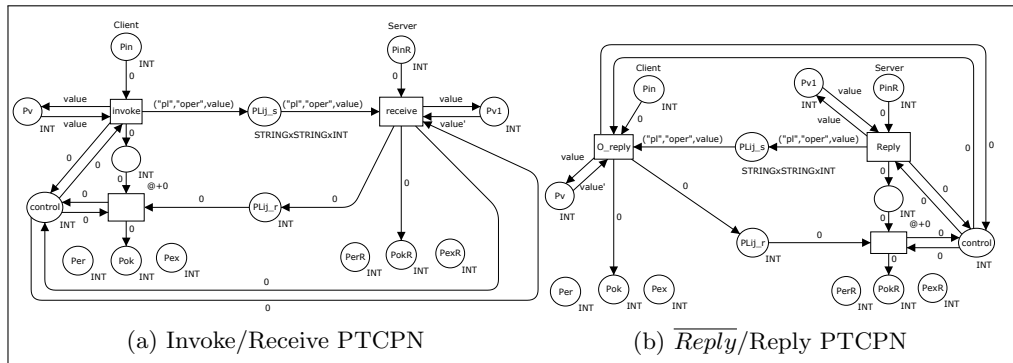 Client
Server
Pin
INT
0
PinR
INT
0
Pv
INT
value
value
invoke
("pl","oper",value)
PLij_s
STRINGxSTRINGxINT
("pl","oper",value)
receive
value
value'
Pv1
INT
0
0
0
INT
0
@+0
control
INT
0
0
0
PLij_r
INT
0
0
0
Per
INT
Pok
INT
Pex
INT
PerR
INT
PokR
INT
PexR
INT
0
0
(a) Invoke/Receive PTCPN
Client
Server
Pin
INT
0
Pv1
INT
value
value
PinR
INT
0
0
0
O_reply
("pl","oper",value)
PLij_s
STRINGxSTRINGxINT
("pl","oper",value)
Reply
value
value'
Pv
INT
0
0
0
0
0
INT
0
@+0
PLij_r
INT
0
0
0
control
INT
0
Per
INT
Pok
INT
Pex
INT
PerR
INT
PokR
INT
PexR
INT
(b) Reply/Reply PTCPN